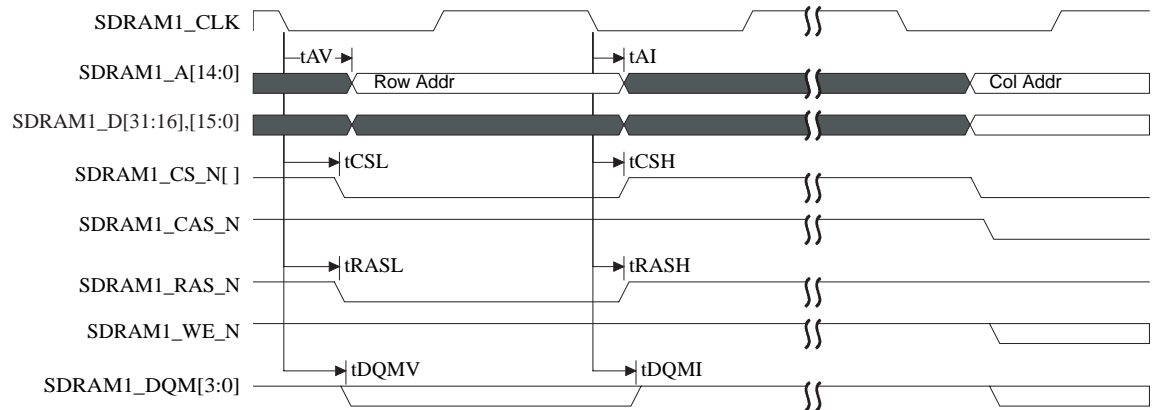 SDRAM1_CLK
tAV
tAI
SDRAM1_A[14:0]
Row Addr
Col Addr
SDRAM1_D[31:16],[15:0]
tCSL
tCSH
SDRAM1_CS_N[ ]
SDRAM1_CAS_N
tRASL
tRASH
SDRAM1_RAS_N
SDRAM1_WE_N
tDQMV
tDQMI
SDRAM1_DQM[3:0]